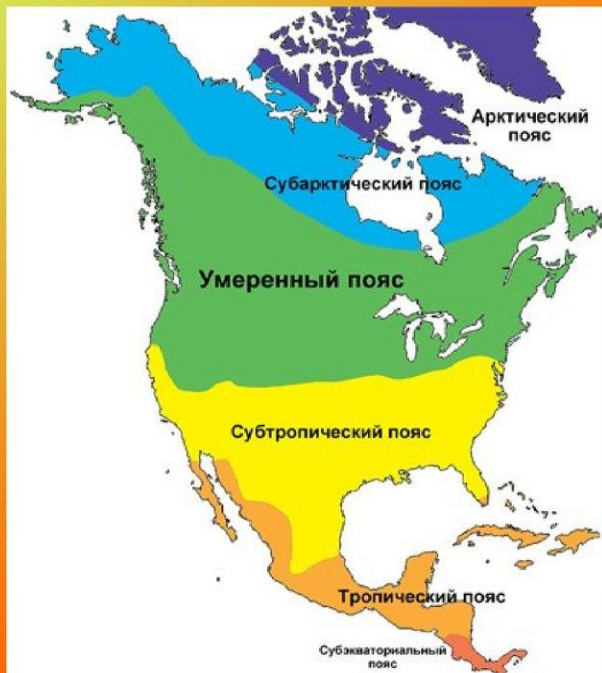 Арктический
пояс
Субарктический пояс
Умеренный пояс
Субтропический пояс
Тропический пояс
Субэкваториальный
пояс